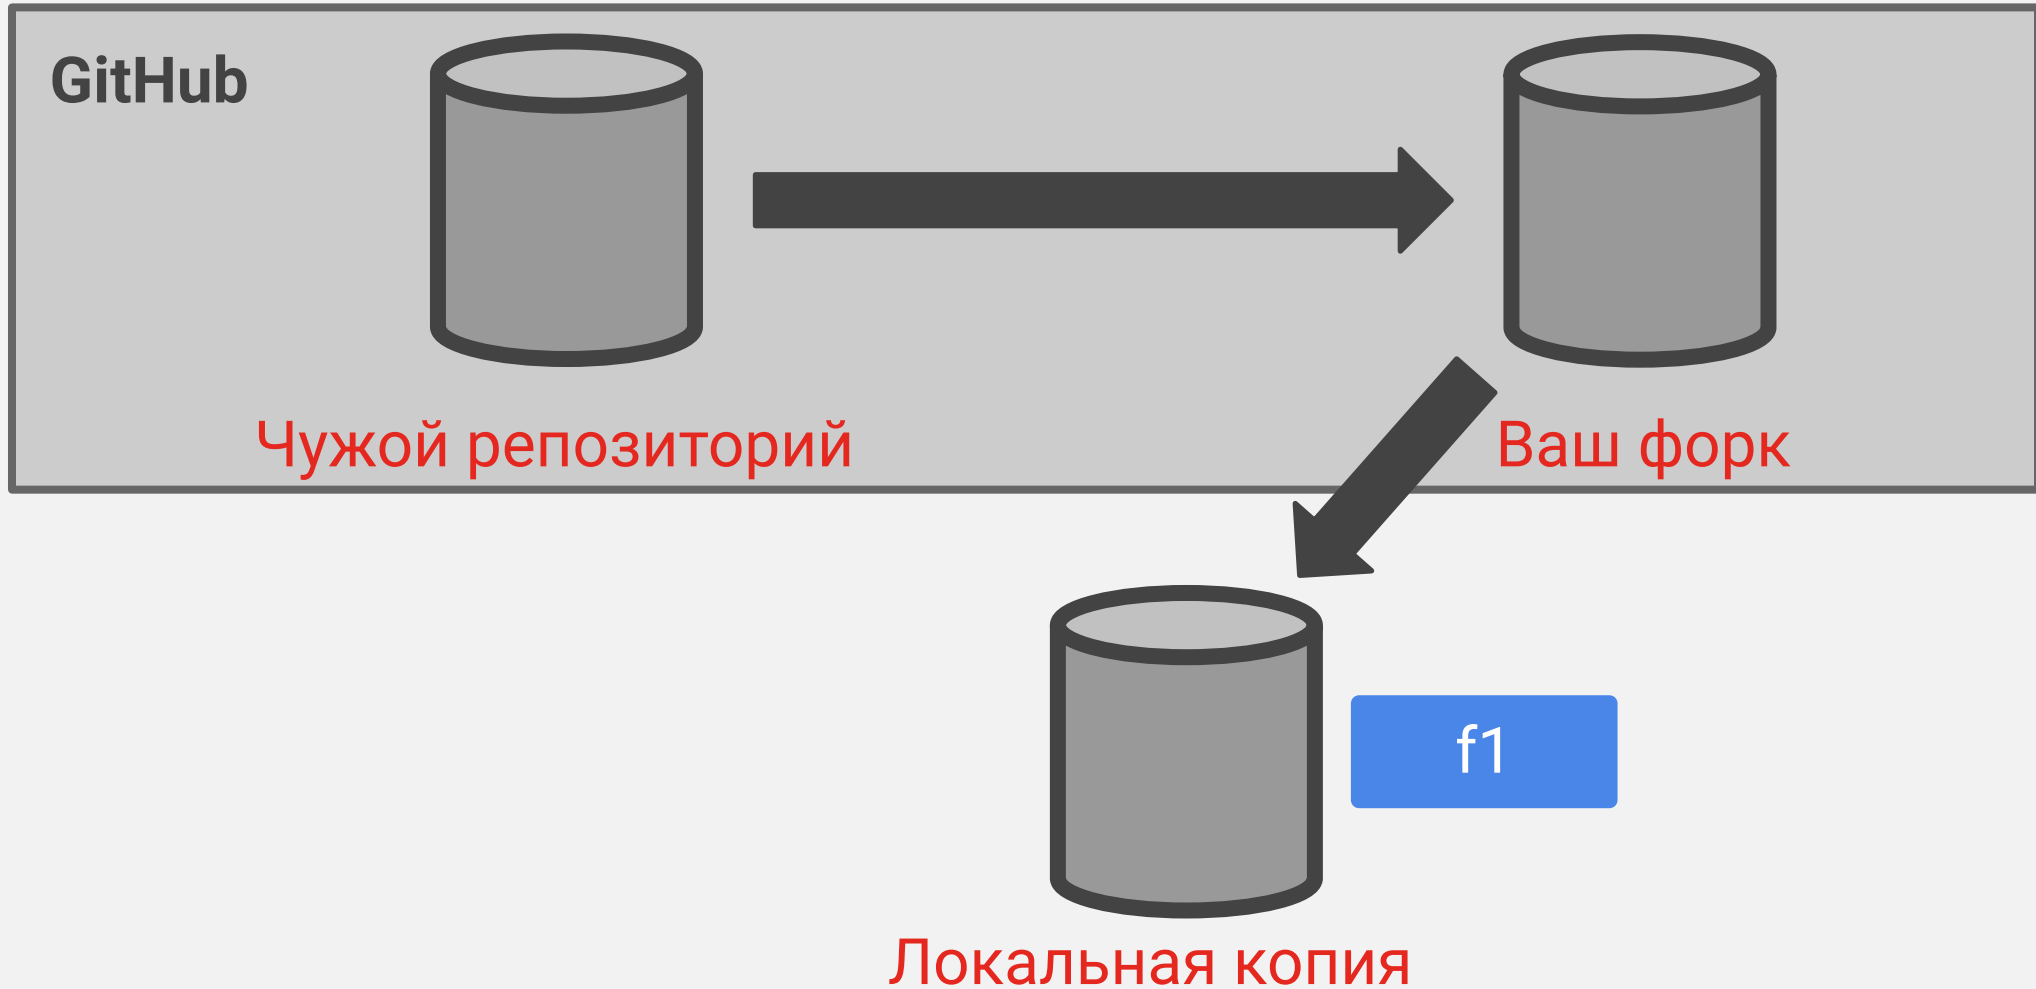 GitHub
Чужой репозиторий
Ваш форк
f1
Локальная копия